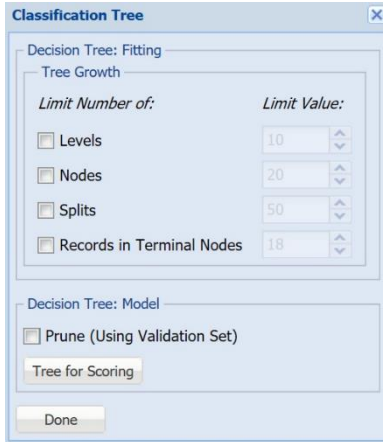 Classification Tree
Decision Tree: Fitting
Tree Growth
Limit Number of: Limit Value:
Levels 10
Nodes 20
Splits 50
Records in Terminal Nodes 18
Decision Tree: Model
Prune (Using Validation Set)
Tree for Scoring
Done